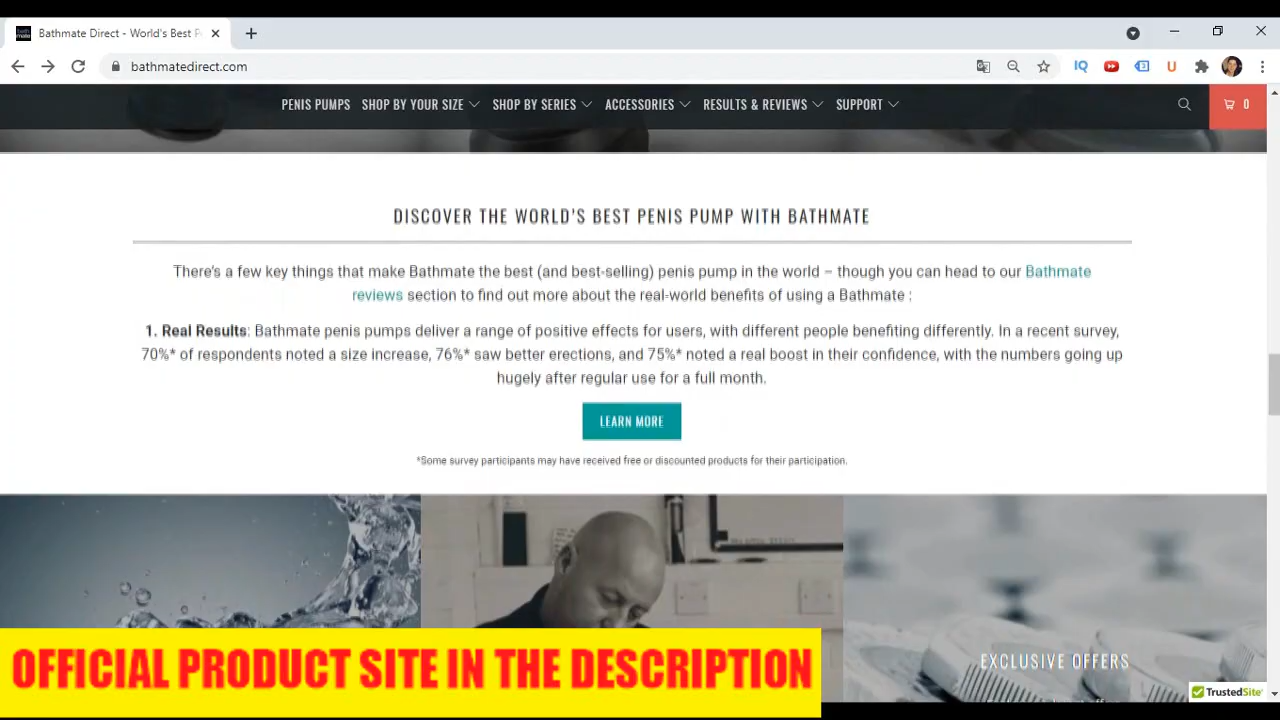 Bathmate Direct - World's Best P
bathmatedirect.com
PENIS PUMPS SHOP BY YOUR SIZE SHOP BY SERIES ACCESSORIES RESULTS & REVIEWS SUPPORT 0
DISCOVER THE WORLD'S BEST PENIS PUMP WITH BATHMATE
There's a few key things that make Bathmate the best (and best-selling) penis pump in the world – though you can head to our Bathmate
reviews section to find out more about the real-world benefits of using a Bathmate :
1. Real Results: Bathmate penis pumps deliver a range of positive effects for users, with different people benefiting differently. In a recent survey,
70%* of respondents noted a size increase, 76%* saw better erections, and 75%* noted a real boost in their confidence, with the numbers going up
hugely after regular use for a full month.
LEARN MORE
*Some survey participants may have received free or discounted products for their participation.
EXCLUSIVE OFFERS
OFFICIAL PRODUCT SITE IN THE DESCRIPTION
TrustedSite